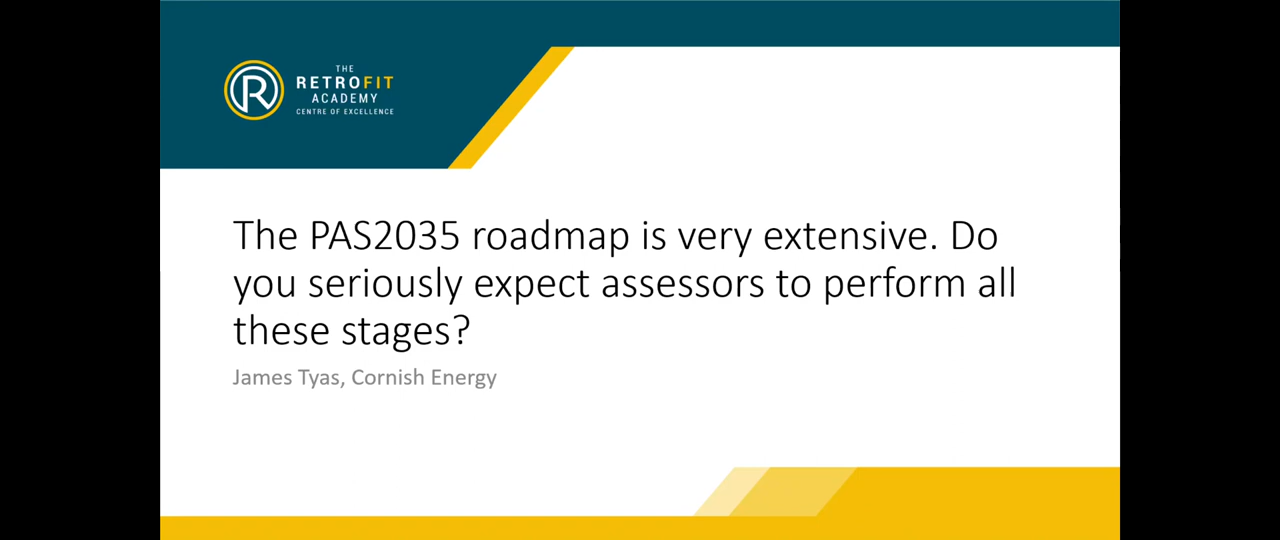 THE
RETROFIT
ACADEMY
CENTRE OF EXCELLENCE
The PAS2035 roadmap is very extensive. Do
you seriously expect assessors to perform all
these stages?
James Tyas, Cornish Energy